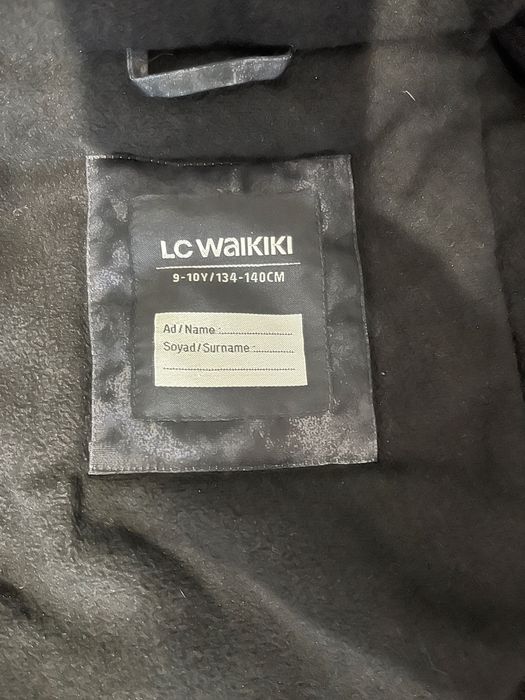 LC WAIKIKI
9-10Y/134-140CM
Ad/Name :....................
Soyad/Surname :............
........................................